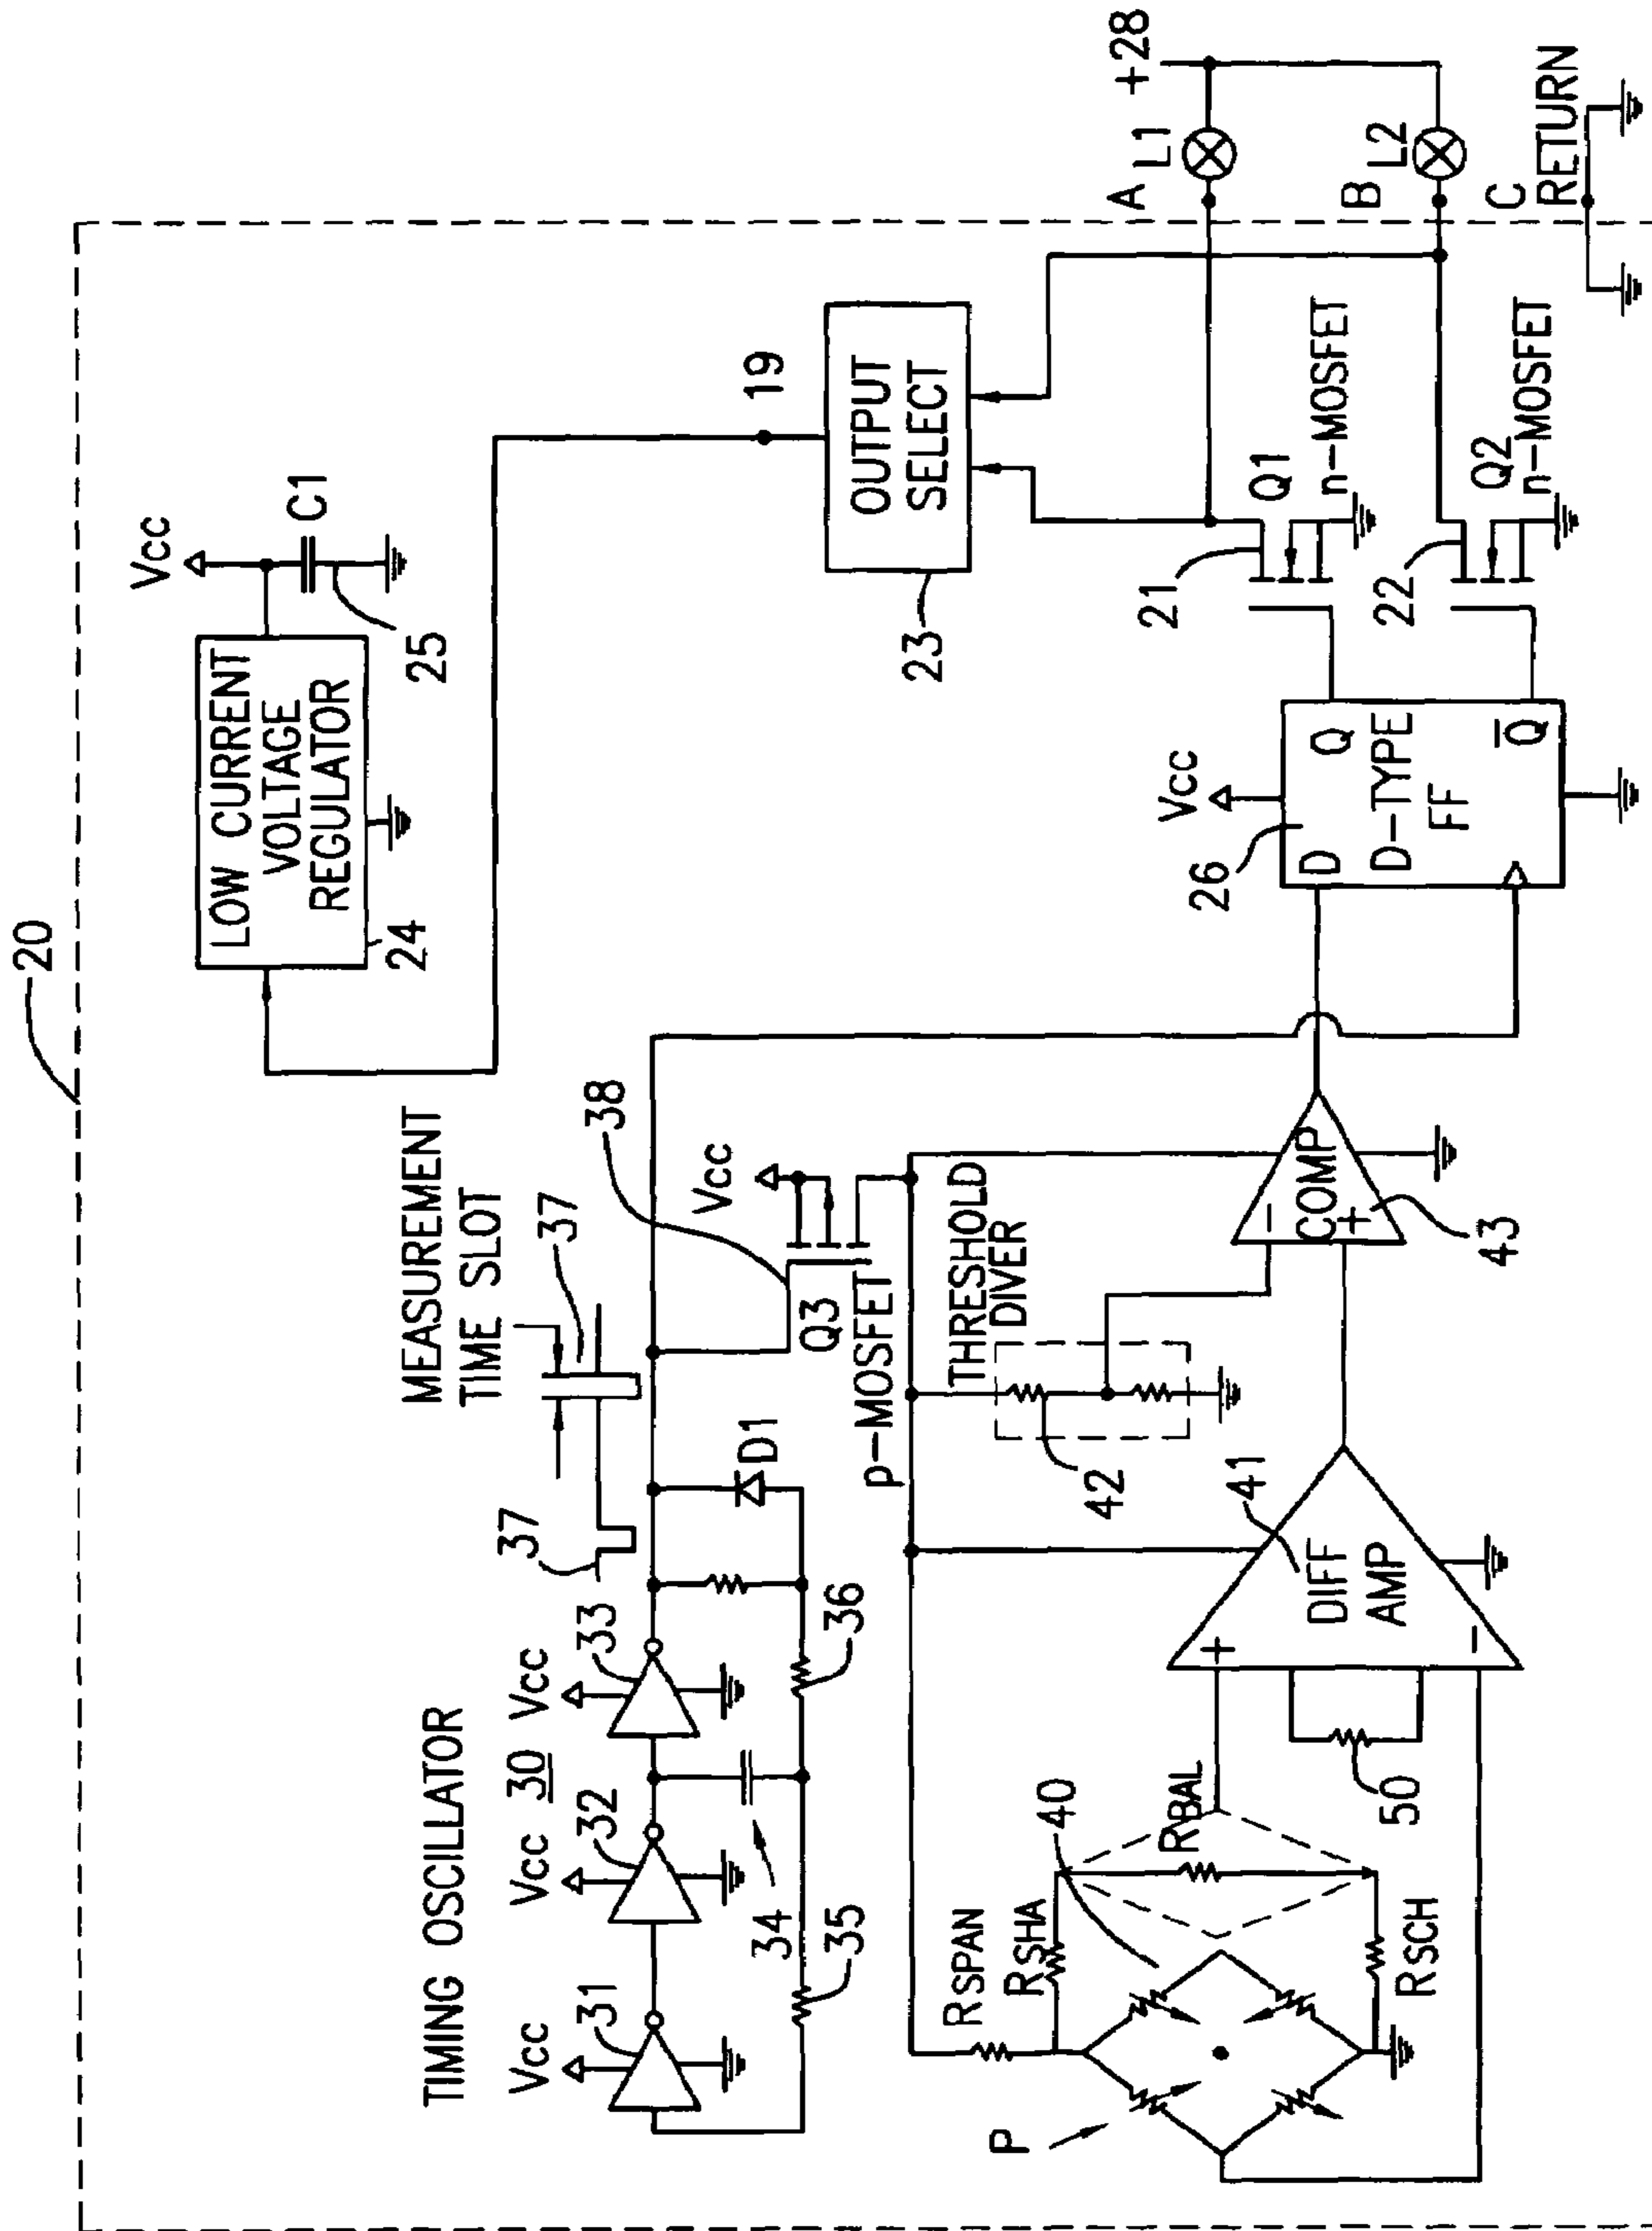 20
LOW CURRENT
VOLTAGE
REGULATOR
24
Vcc
C1
25
19
OUTPUT
SELECT
23
MEASUREMENT
TIME SLOT
37
37
TIMING OSCILLATOR
Vcc
31
Vcc
32
30
Vcc
33
34
35
36
D1
38
Vcc
Q3
p-MOSFET
THRESHOLD
DIVER
42
RSPAN
RSHA
40
RBAL
RSCH
P
50
+
DIFF
AMP
-
41
-
COMP
+
43
26
Vcc
D
Q
D-TYPE
FF
Q̅
21
Q1
n-MOSFET
22
Q2
n-MOSFET
A
L1
+28
B
L2
C
RETURN